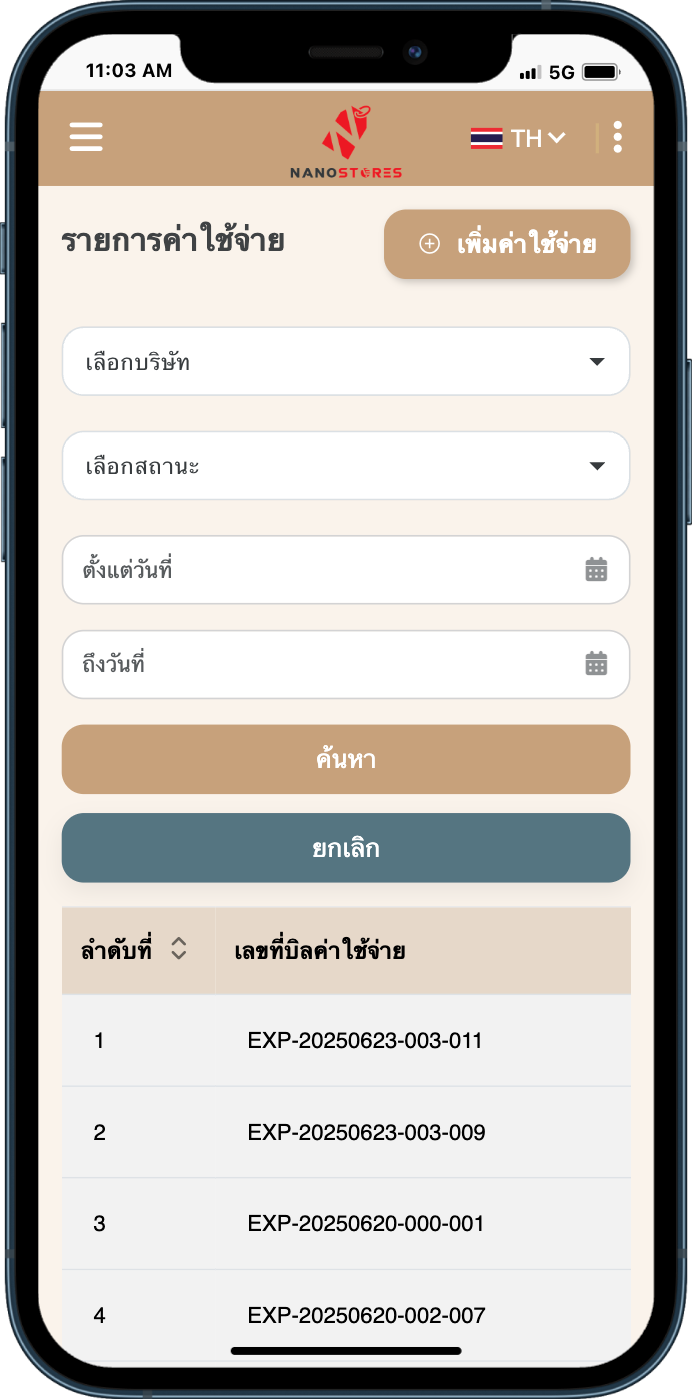 11:03 AM
5G
NANOSTORES
TH
รายการค่าใช้จ่าย
เพิ่มค่าใช้จ่าย
เลือกบริษัท
เลือกสถานะ
ตั้งแต่วันที่
ถึงวันที่
ค้นหา
ยกเลิก
ลำดับที่ เลขที่บิลค่าใช้จ่าย
1 EXP-20250623-003-011
2 EXP-20250623-003-009
3 EXP-20250620-000-001
4 EXP-20250620-002-007